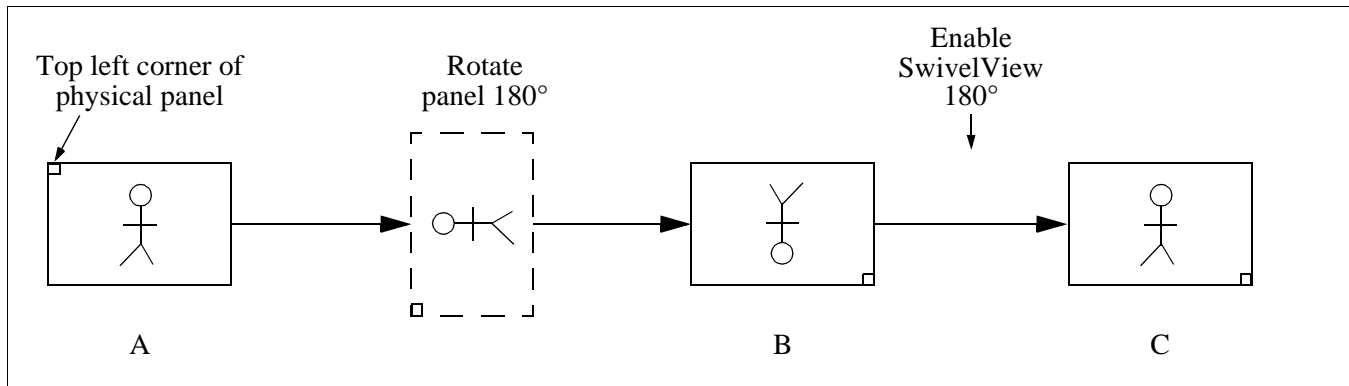 Top left corner of
physical panel
Rotate
panel 180°
Enable
SwivelView
180°
A
B
C